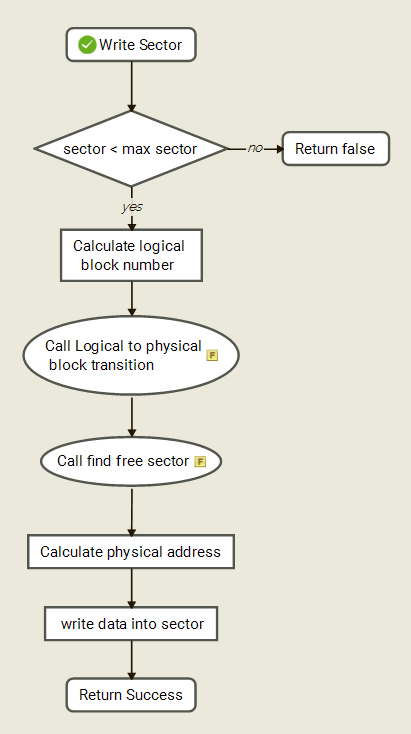 Write Sector
sector < max sector
no
Return false
yes
Calculate logical
block number
Call Logical to physical
block transition
F
Call find free sector
F
Calculate physical address
write data into sector
Return Success